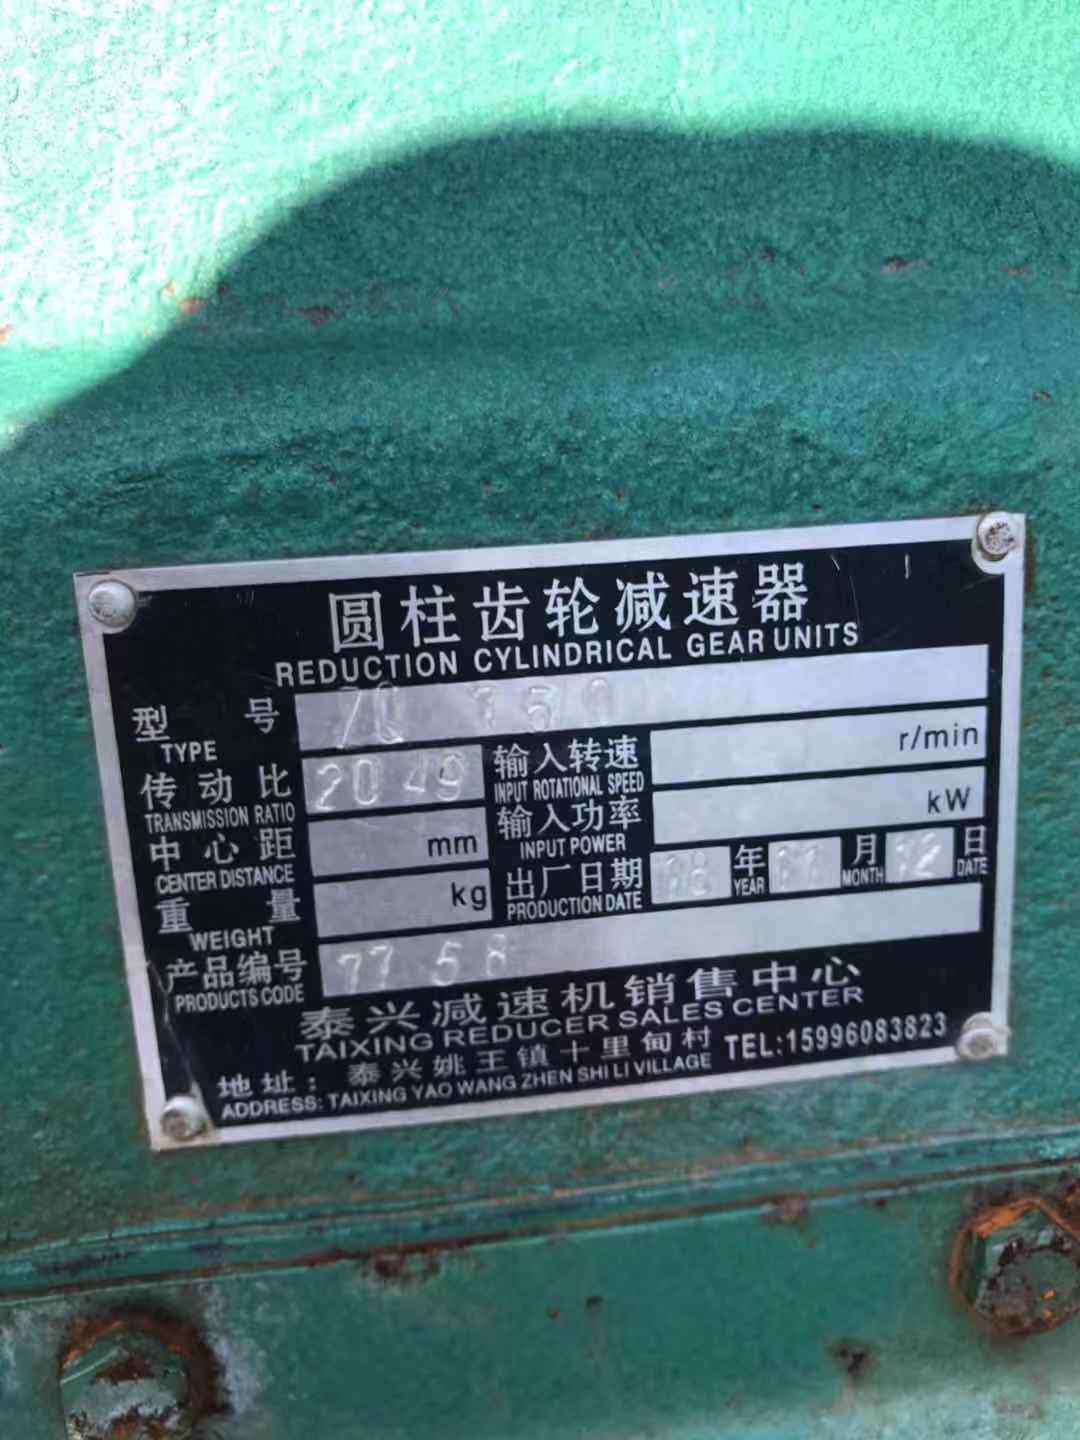 圆柱齿轮减速器
REDUCTION CYLINDRICAL GEAR UNITS
型 号
TYPE
传动比 20 49
TRANSMISSION RATIO
输入转速 r/min
INPUT ROTATIONAL SPEED
中心距 mm
CENTER DISTANCE
输入功率 kW
INPUT POWER
重 量 kg
WEIGHT
出厂日期 年 月 12 日
PRODUCTION DATE YEAR MONTH DATE
产品编号 77 58
PRODUCTS CODE
泰兴减速机销售中心
TAIXING REDUCER SALES CENTER
地址：泰兴姚王镇十里甸村 TEL:15996083823
ADDRESS: TAIXING YAO WANG ZHEN SHI LI VILLAGE